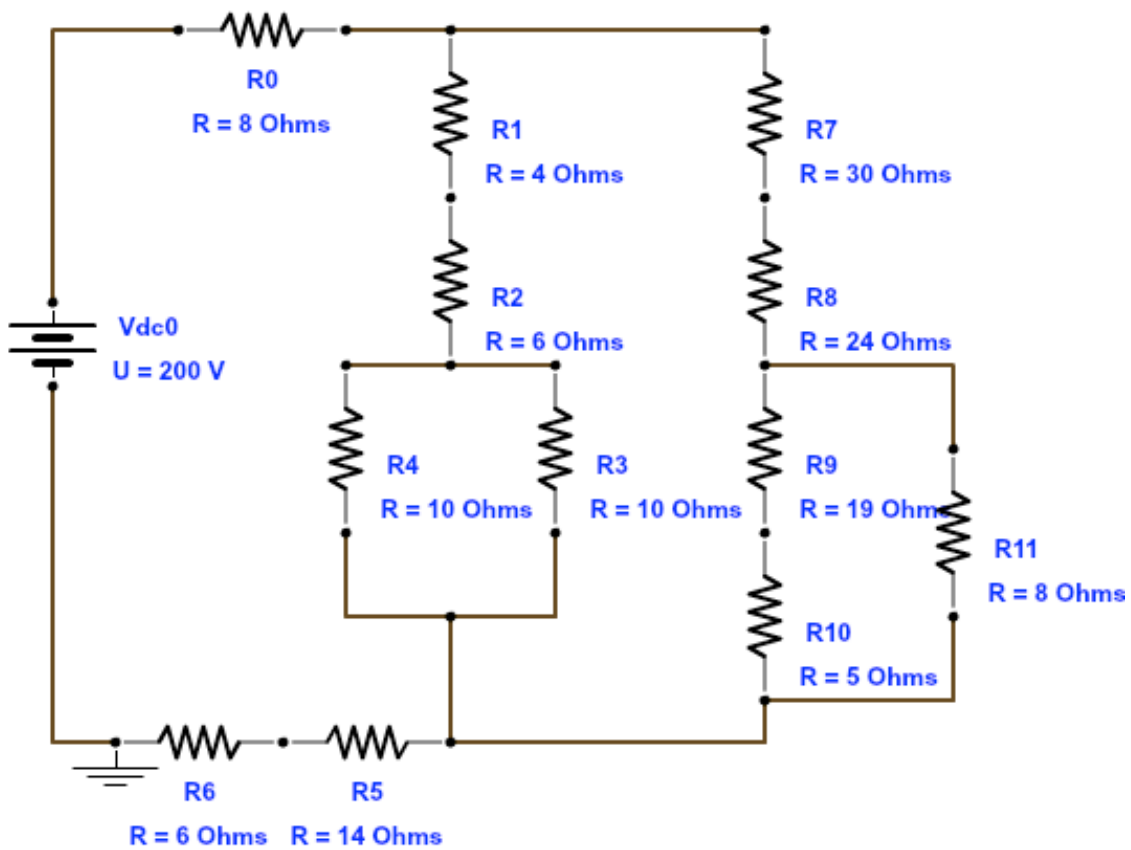 R0
R = 8 Ohms
R1
R = 4 Ohms
R7
R = 30 Ohms
R2
R = 6 Ohms
R8
R = 24 Ohms
Vdc0
U = 200 V
R4
R = 10 Ohms
R3
R = 10 Ohms
R9
R = 19 Ohms
R11
R = 8 Ohms
R10
R = 5 Ohms
R6
R = 6 Ohms
R5
R = 14 Ohms